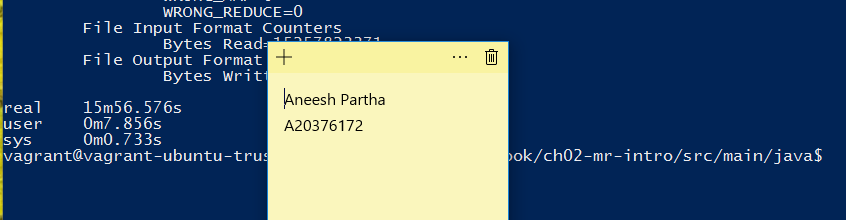 WRONG_REDUCE=0
File Input Format Counters
Bytes Read=15257823371
File Output Format
Bytes Writt
Aneesh Partha
A20376172
real 15m56.576s
user 0m7.856s
sys 0m0.733s
vagrant@vagrant-ubuntu-trus ook/ch02-mr-intro/src/main/java$